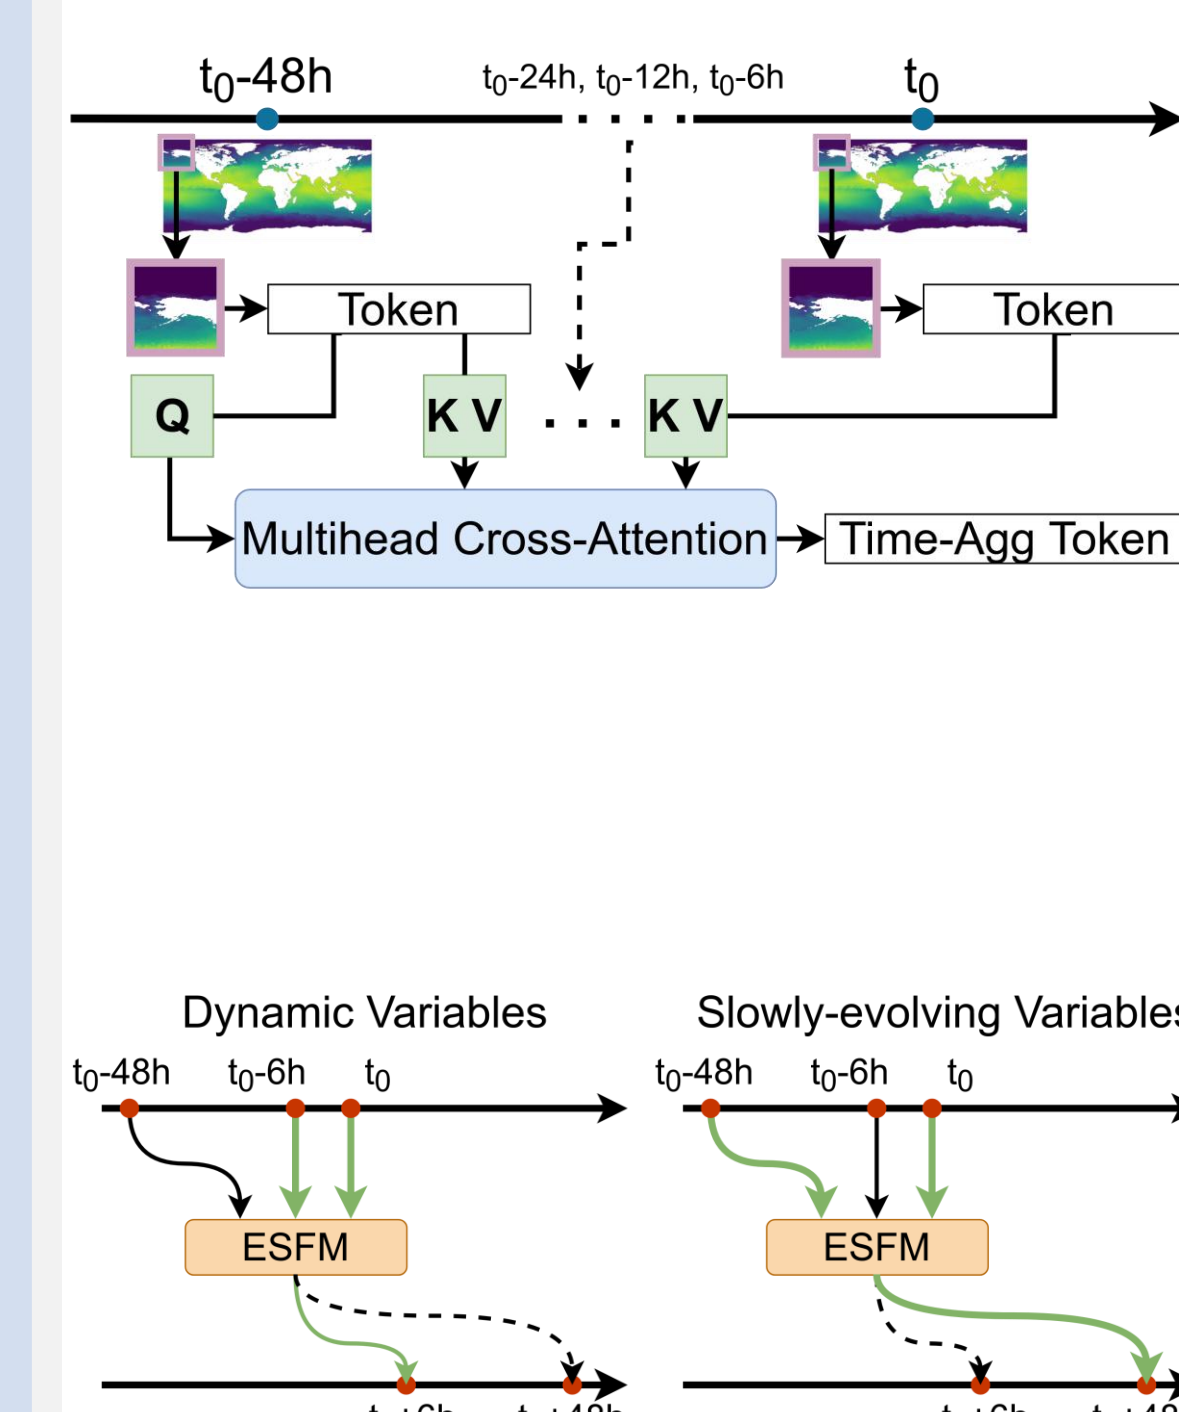 t0-48h
t0-24h, t0-12h, t0-6h
t0
Token
Token
Q
K V
. . .
K V
Multihead Cross-Attention
Time-Agg Token
Dynamic Variables
Slowly-evolving Variables
t0-48h
t0-6h
t0
t0-48h
t0-6h
t0
ESFM
ESFM